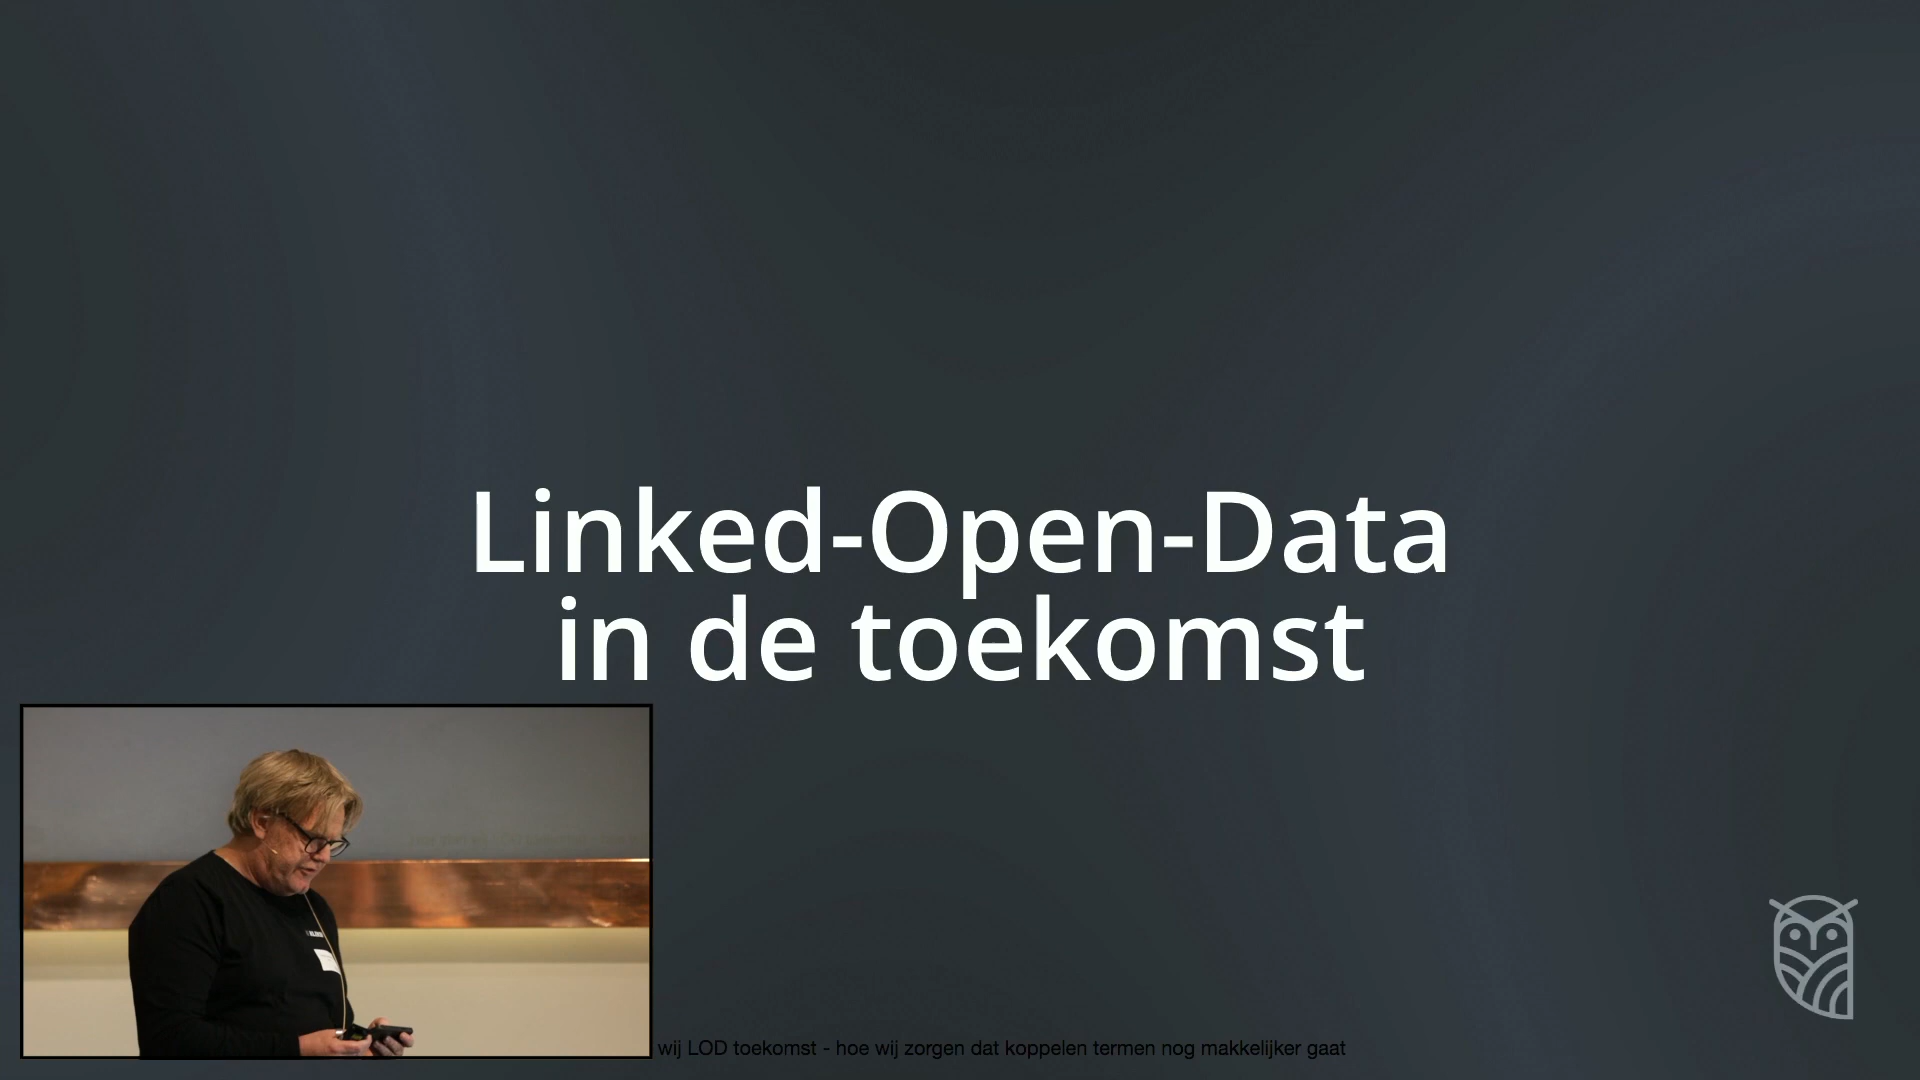 Linked-Open-Data
in de toekomst
wij LOD toekomst - hoe wij zorgen dat koppelen termen nog makkelijker gaat